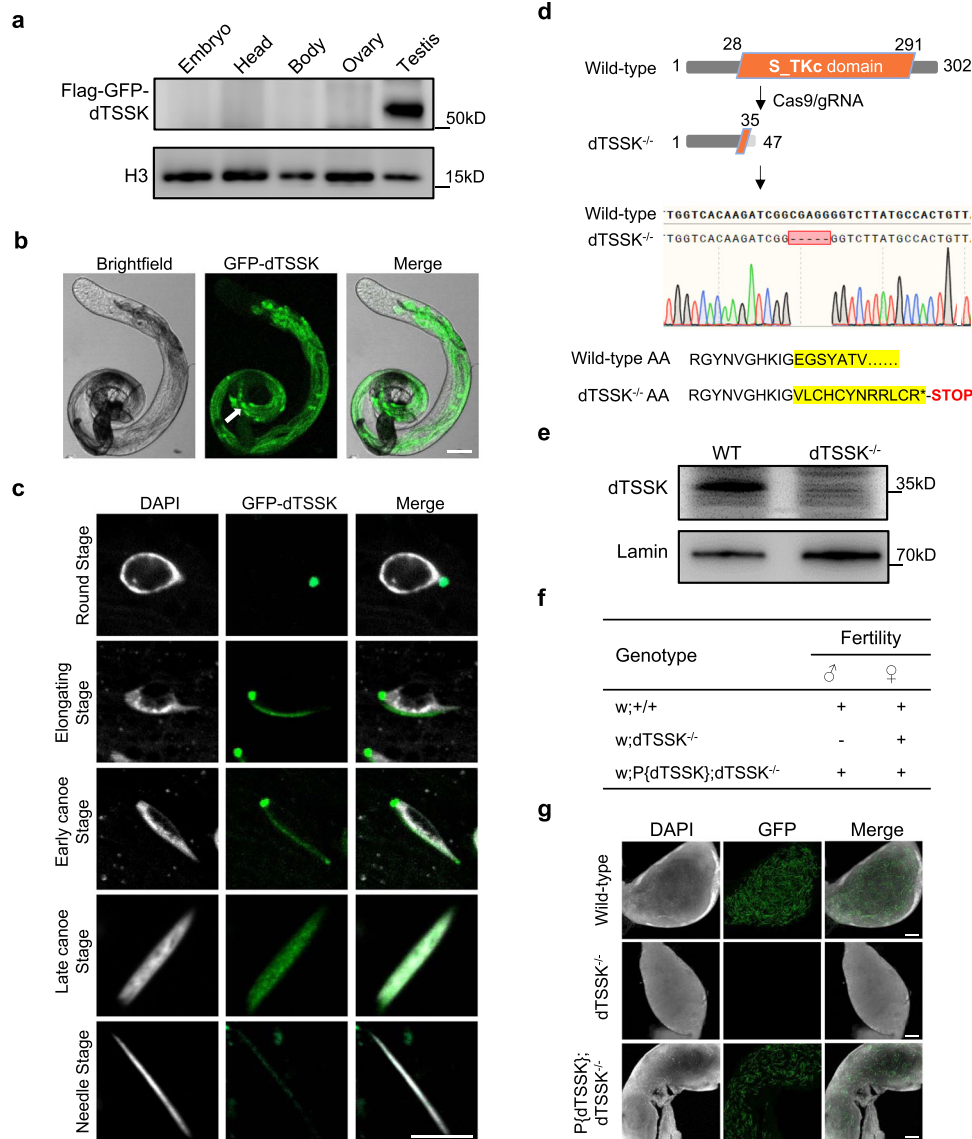 a
Embryo Head Body Ovary Testis
Flag-GFP-
dTSSK
50kD
H3
15kD
b
Brightfield GFP-dTSSK Merge
c
DAPI GFP-dTSSK Merge
Round Stage
Elongating
Stage
Early canoe
Stage
Late canoe
Stage
Needle Stage
d
28 291
Wild-type 1 S_TKc domain 302
Cas9/gRNA
35
dTSSK-/- 1 47
Wild-type TGGTCACAAGATCGGCGAGGGGTCTTATGCCACTGTT
dTSSK-/- TGGTCACAAGATCGG-----GGTCTTATGCCACTGTT
Wild-type AA RGYNVGHKIGEGSYATV......
dTSSK-/- AA RGYNVGHKIGVLCHCYNRRLCR*-STOP
e
WT dTSSK-/-
dTSSK 35kD
Lamin 70kD
f
Genotype Fertility
♂ ♀
w;+/+ + +
w;dTSSK-/- - +
w;P{dTSSK};dTSSK-/- + +
g
DAPI GFP Merge
Wild-type
dTSSK-/-
P{dTSSK};
dTSSK-/-